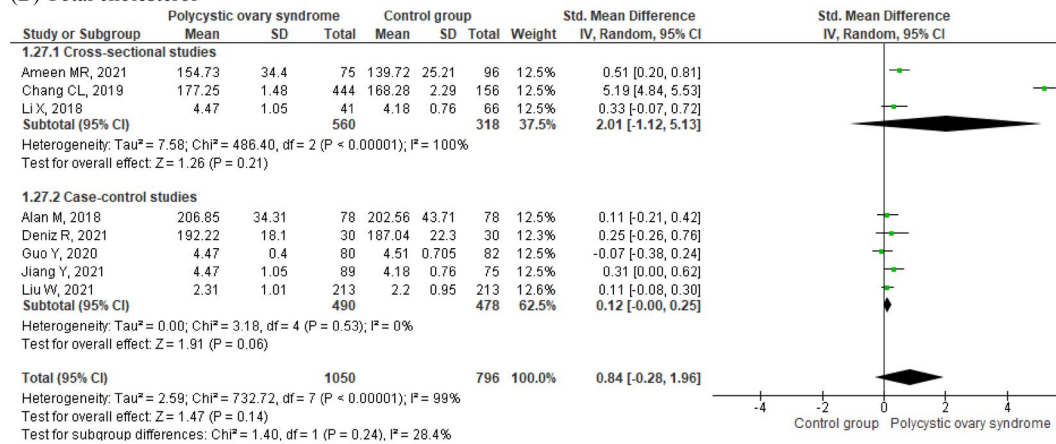 Polycystic ovary syndrome Control group Std. Mean Difference Std. Mean Difference
Study or Subgroup Mean SD Total Mean SD Total Weight IV, Random, 95% CI IV, Random, 95% CI
1.27.1 Cross-sectional studies
Ameen MR, 2021 154.73 34.4 75 139.72 25.21 96 12.5% 0.51 [0.20, 0.81]
Chang CL, 2019 177.25 1.48 444 168.28 2.29 156 12.5% 5.19 [4.84, 5.53]
Li X, 2018 4.47 1.05 41 4.18 0.76 66 12.5% 0.33 [-0.07, 0.72]
Subtotal (95% CI) 560 318 37.5% 2.01 [-1.12, 5.13]
Heterogeneity: Tau² = 7.58; Chi² = 486.40, df = 2 (P < 0.00001); I² = 100%
Test for overall effect: Z = 1.26 (P = 0.21)
1.27.2 Case-control studies
Alan M, 2018 206.85 34.31 78 202.56 43.71 78 12.5% 0.11 [-0.21, 0.42]
Deniz R, 2021 192.22 18.1 30 187.04 22.3 30 12.3% 0.25 [-0.26, 0.76]
Guo Y, 2020 4.47 0.4 80 4.51 0.705 82 12.5% -0.07 [-0.38, 0.24]
Jiang Y, 2021 4.47 1.05 89 4.18 0.76 75 12.5% 0.31 [0.00, 0.62]
Liu W, 2021 2.31 1.01 213 2.2 0.95 213 12.6% 0.11 [-0.08, 0.30]
Subtotal (95% CI) 490 478 62.5% 0.12 [-0.00, 0.25]
Heterogeneity: Tau² = 0.00; Chi² = 3.18, df = 4 (P = 0.53); I² = 0%
Test for overall effect: Z = 1.91 (P = 0.06)
Total (95% CI) 1050 796 100.0% 0.84 [-0.28, 1.96]
Heterogeneity: Tau² = 2.59; Chi² = 732.72, df = 7 (P < 0.00001); I² = 99%
Test for overall effect: Z = 1.47 (P = 0.14)
Test for subgroup differences: Chi² = 1.40, df = 1 (P = 0.24), I² = 28.4%
-4 -2 0 2 4
Control group Polycystic ovary syndrome